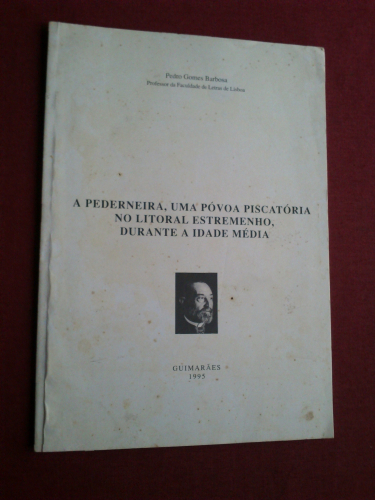 Pedro Gomes Barbosa
Professor da Faculdade de Letras de Lisboa
A PEDERNEIRA, UMA PÓVOA PISCATÓRIA
NO LITORAL ESTREMENHO,
DURANTE A IDADE MÉDIA
GUIMARÃES
1995